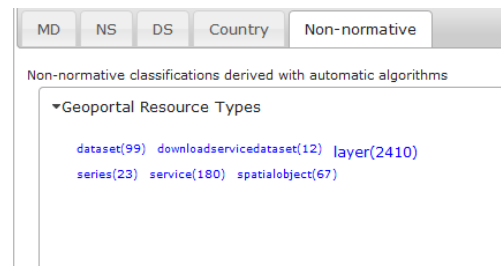 MD NS DS Country Non-normative
Non-normative classifications derived with automatic algorithms
Geoportal Resource Types
dataset(99) downloadservicedataset(12) layer(2410)
series(23) service(180) spatialobject(67)